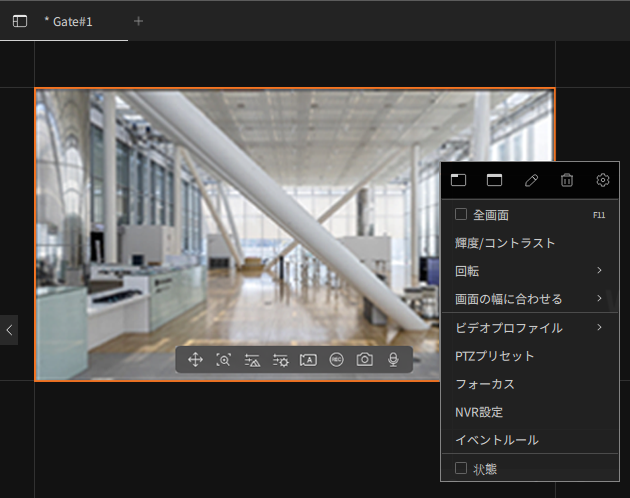 * Gate#1
全画面 F11
輝度/コントラスト
回転
画面の幅に合わせる
ビデオプロファイル
PTZプリセット
フォーカス
NVR設定
イベントルール
状態
A
REC